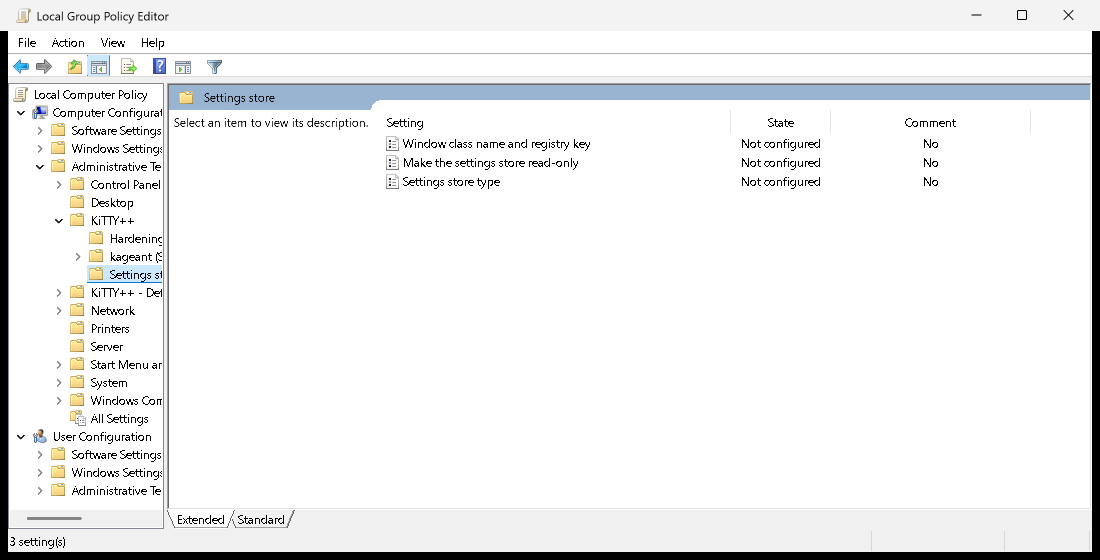 Local Group Policy Editor
File Action View Help
Local Computer Policy
Computer Configurat
Software Settings
Windows Settings
Administrative Te
Control Panel
Desktop
KiTTY++
Hardening
kageant (S
Settings st
KiTTY++ - Def
Network
Printers
Server
Start Menu an
System
Windows Com
All Settings
User Configuration
Software Settings
Windows Settings
Administrative Te
Settings store
Select an item to view its description.
Setting State Comment
Window class name and registry key Not configured No
Make the settings store read-only Not configured No
Settings store type Not configured No
Extended Standard
3 setting(s)